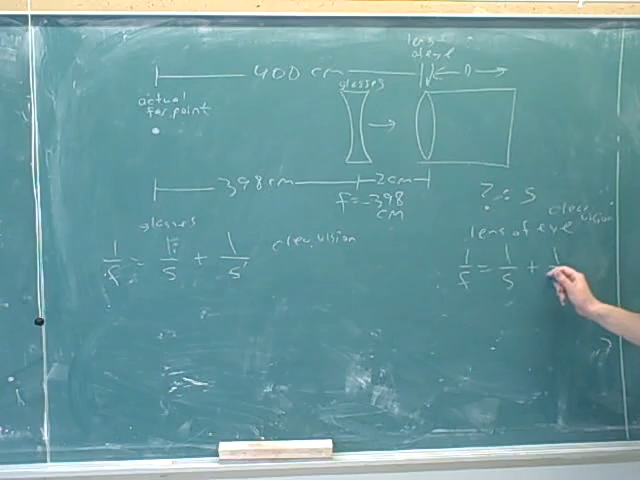 lens
of eye
400 cm
D
glasses
actual
far point
398 cm
2 cm
f = -398
CM
? : S
glasses
clear vision
clear
vision
lens of eye
1/f = 1/S + 1/S'
1/f = 1/S + 1